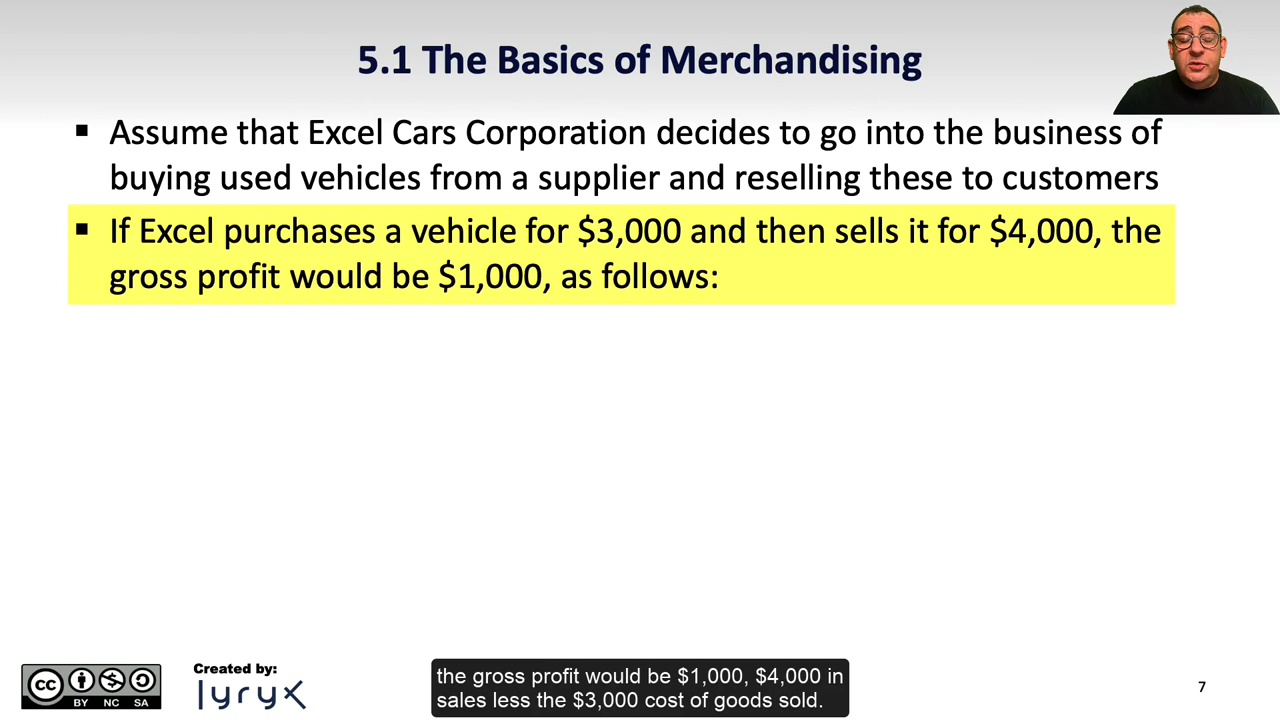 5.1 The Basics of Merchandising
▪ Assume that Excel Cars Corporation decides to go into the business of
buying used vehicles from a supplier and reselling these to customers
▪ If Excel purchases a vehicle for $3,000 and then sells it for $4,000, the
gross profit would be $1,000, as follows:
cc
BY NC SA
Created by:
lyryx
the gross profit would be $1,000, $4,000 in
sales less the $3,000 cost of goods sold.
7